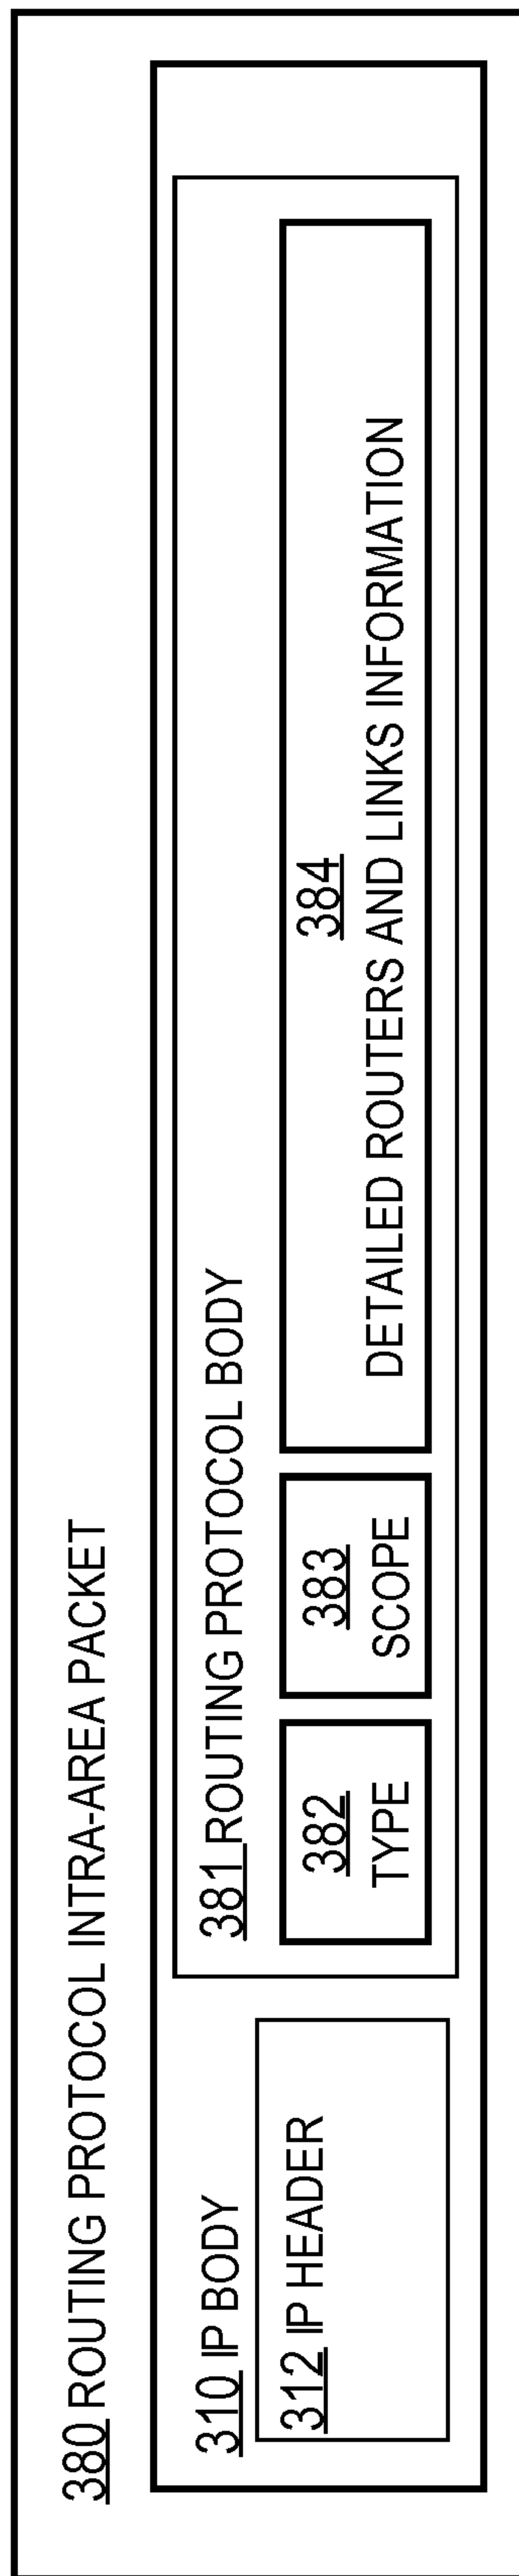 380 ROUTING PROTOCOL INTRA-AREA PACKET
310 IP BODY
312 IP HEADER
381 ROUTING PROTOCOL BODY
382
TYPE
383
SCOPE
384
DETAILED ROUTERS AND LINKS INFORMATION